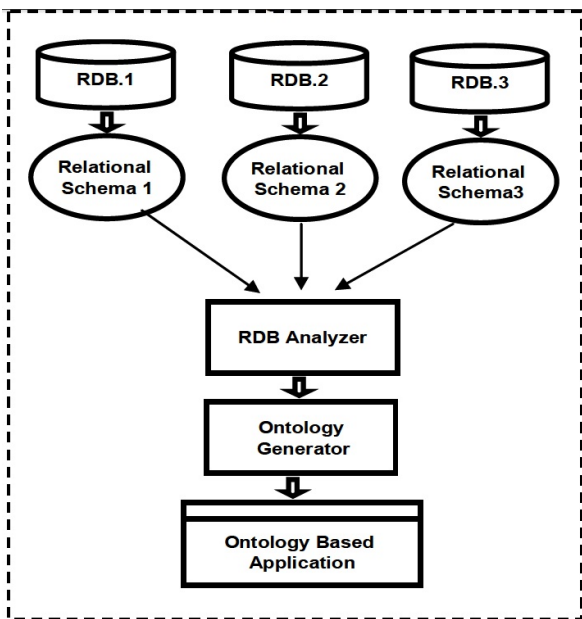 RDB.1
RDB.2
RDB.3
Relational
Schema 1
Relational
Schema 2
Relational
Schema3
RDB Analyzer
Ontology
Generator
Ontology Based
Application